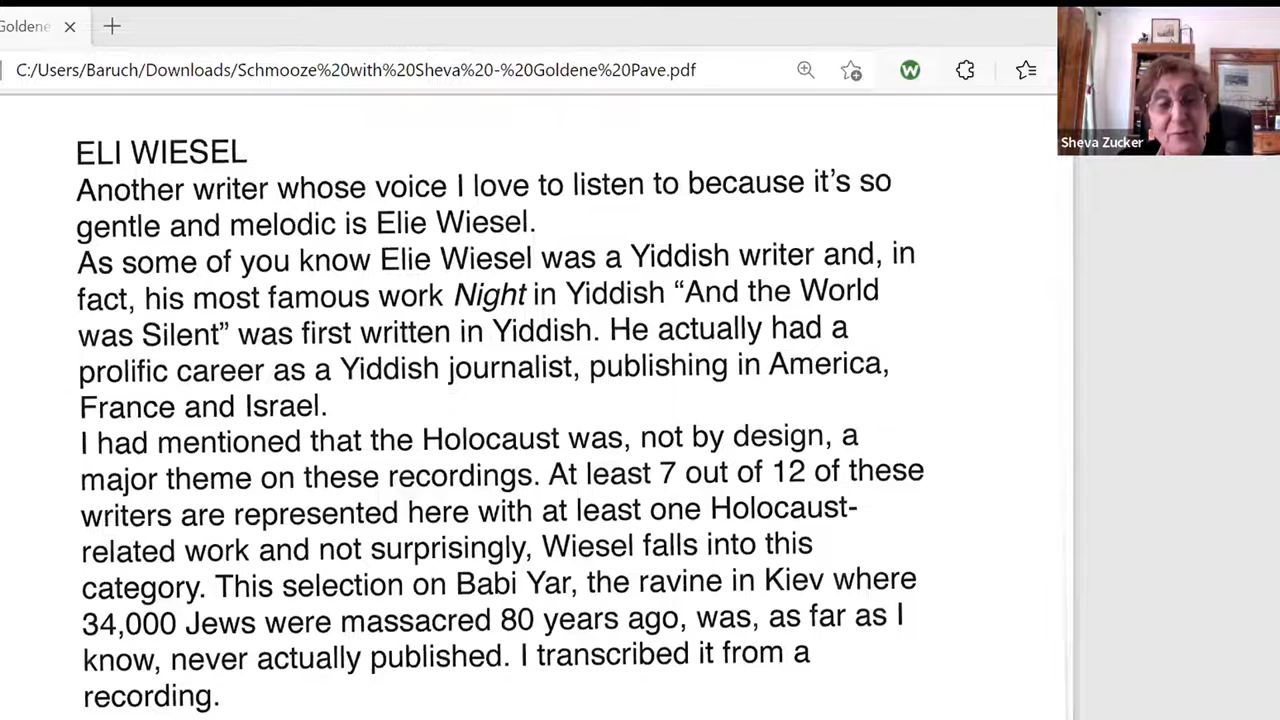 Goldene
C:/Users/Baruch/Downloads/Schmooze%20with%20Sheva%20-%20Goldene%20Pave.pdf
Sheva Zucker
ELI WIESEL
Another writer whose voice I love to listen to because it’s so
gentle and melodic is Elie Wiesel.
As some of you know Elie Wiesel was a Yiddish writer and, in
fact, his most famous work Night in Yiddish “And the World
was Silent” was first written in Yiddish. He actually had a
prolific career as a Yiddish journalist, publishing in America,
France and Israel.
I had mentioned that the Holocaust was, not by design, a
major theme on these recordings. At least 7 out of 12 of these
writers are represented here with at least one Holocaust-
related work and not surprisingly, Wiesel falls into this
category. This selection on Babi Yar, the ravine in Kiev where
34,000 Jews were massacred 80 years ago, was, as far as I
know, never actually published. I transcribed it from a
recording.